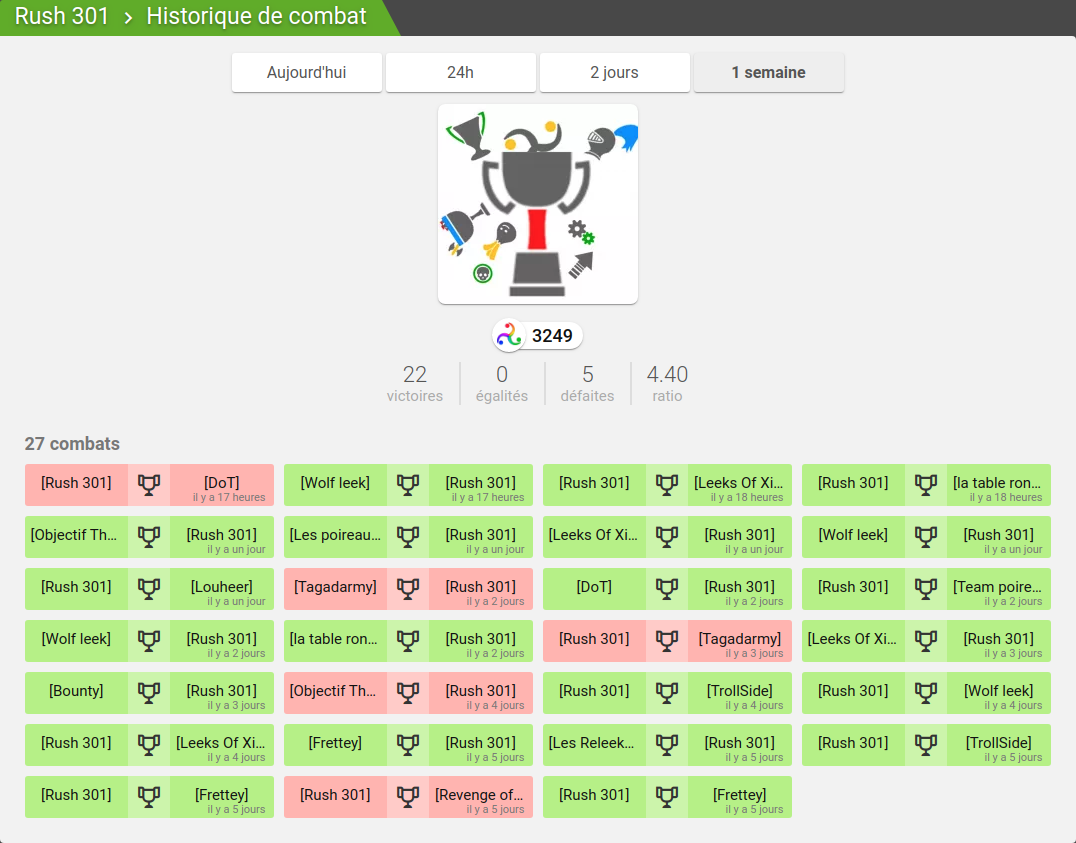 Rush 301 › Historique de combat
Aujourd'hui 24h 2 jours 1 semaine
3249
22 0 5 4.40
victoires égalités défaites ratio
27 combats
[Rush 301] [DoT] [Wolf leek] [Rush 301] [Rush 301] [Leeks Of Xi... [Rush 301] [la table ron...
il y a 17 heures il y a 17 heures il y a 18 heures il y a 18 heures
[Objectif Th... [Rush 301] [Les poireau... [Rush 301] [Leeks Of Xi... [Rush 301] [Wolf leek] [Rush 301]
il y a un jour il y a un jour il y a un jour il y a un jour
[Rush 301] [Louheer] [Tagadarmy] [Rush 301] [DoT] [Rush 301] [Rush 301] [Team poire...
il y a un jour il y a 2 jours il y a 2 jours il y a 2 jours
[Wolf leek] [Rush 301] [la table ron... [Rush 301] [Rush 301] [Tagadarmy] [Leeks Of Xi... [Rush 301]
il y a 2 jours il y a 2 jours il y a 3 jours il y a 3 jours
[Bounty] [Rush 301] [Objectif Th... [Rush 301] [Rush 301] [TrollSide] [Rush 301] [Wolf leek]
il y a 3 jours il y a 4 jours il y a 4 jours il y a 4 jours
[Rush 301] [Leeks Of Xi... [Frettey] [Rush 301] [Les Releek... [Rush 301] [Rush 301] [TrollSide]
il y a 4 jours il y a 5 jours il y a 5 jours il y a 5 jours
[Rush 301] [Frettey] [Rush 301] [Revenge of... [Rush 301] [Frettey]
il y a 5 jours il y a 5 jours il y a 5 jours